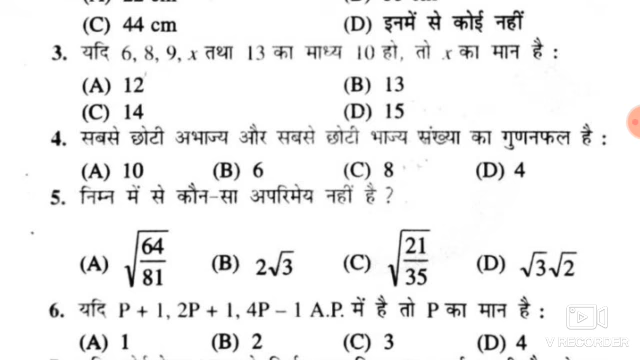 (C) 44 cm (D) इनमें से कोई नहीं
3. यदि 6, 8, 9, x तथा 13 का माध्य 10 हो, तो x का मान है :
(A) 12 (B) 13
(C) 14 (D) 15
4. सबसे छोटी अभाज्य और सबसे छोटी भाज्य संख्या का गुणनफल है :
(A) 10 (B) 6 (C) 8 (D) 4
5. निम्न में से कौन-सा अपरिमेय नहीं है ?
(A) √(64/81) (B) 2√3 (C) √(21/35) (D) √3√2
6. यदि P + 1, 2P + 1, 4P – 1 A.P. में है तो P का मान है :
(A) 1 (B) 2 (C) 3 (D) 4
V RECORDER